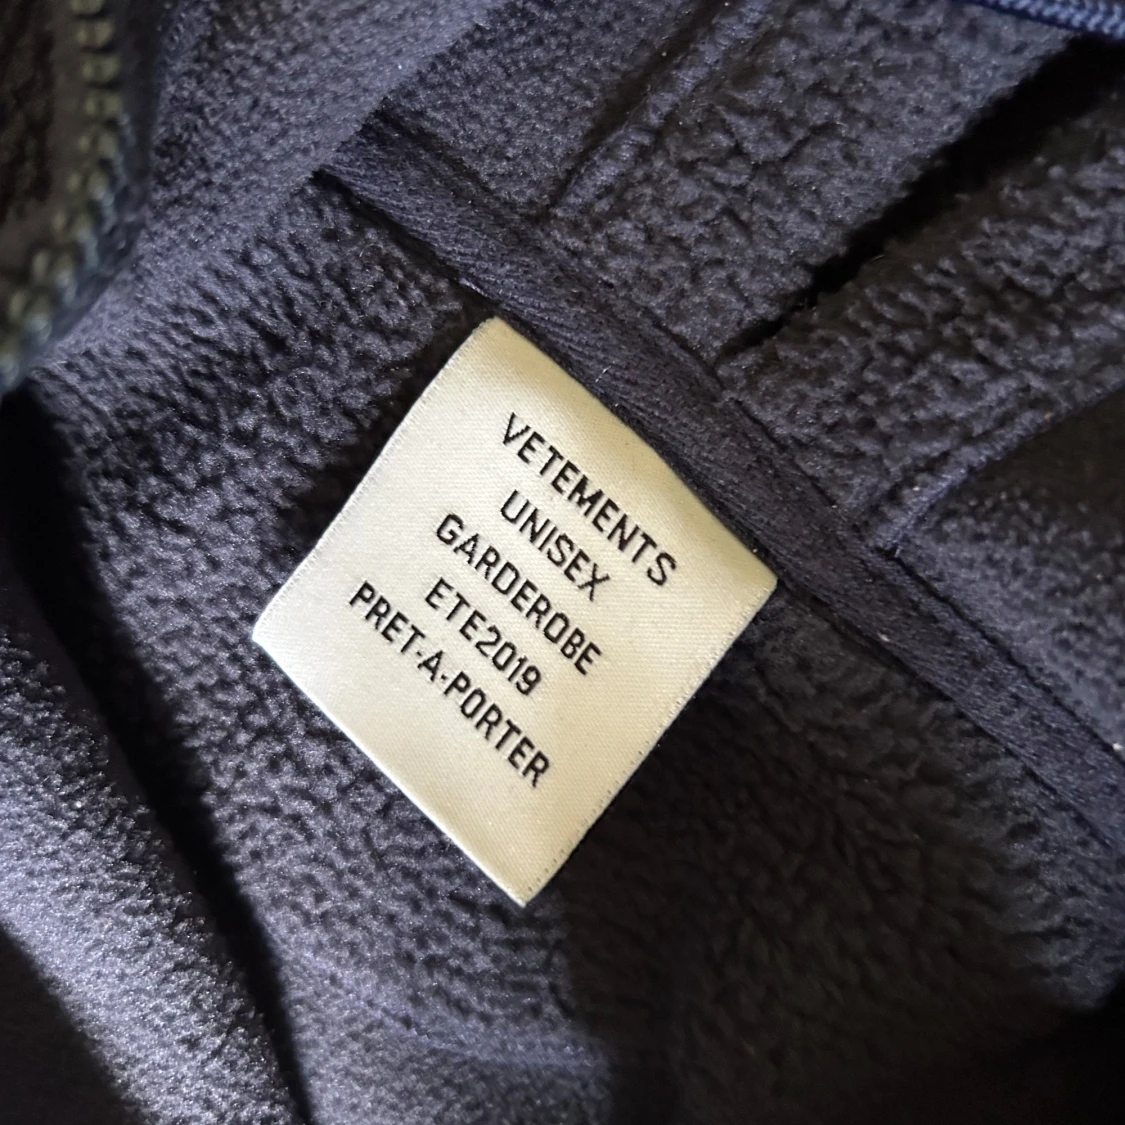 VETEMENTS
UNISEX
GARDEROBE
ETE2019
PRET-A-PORTER